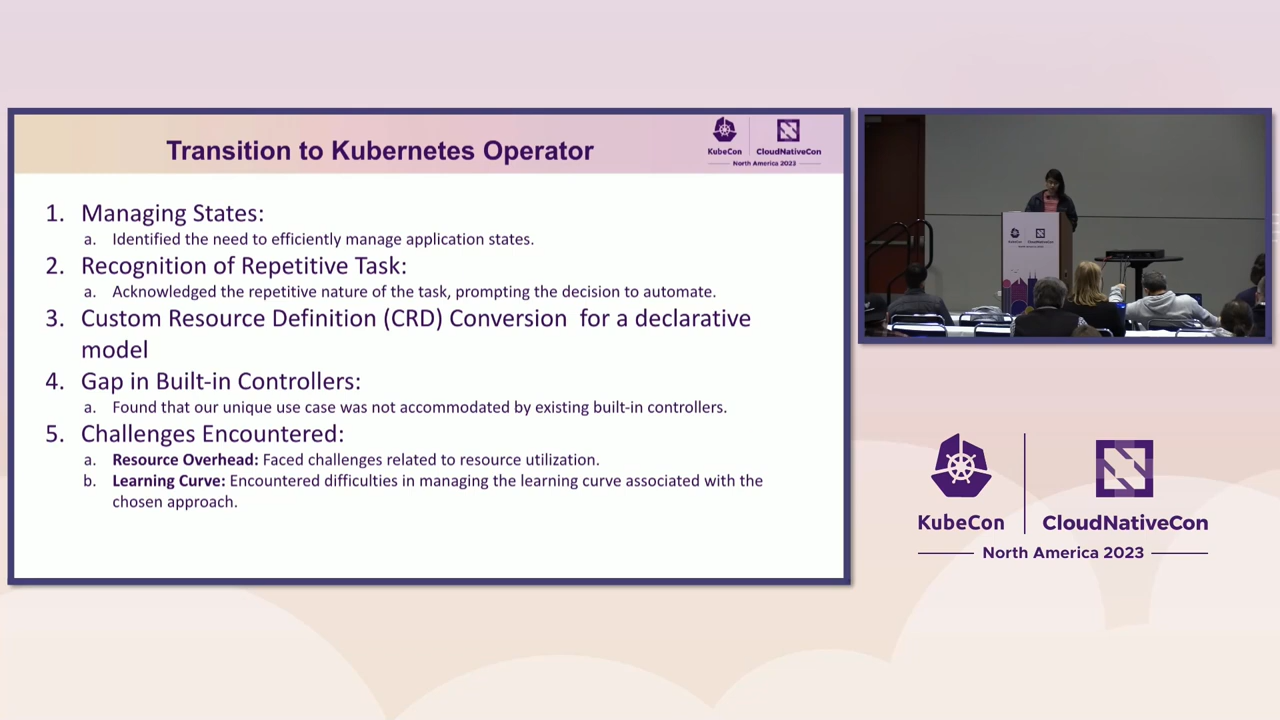 Transition to Kubernetes Operator
KubeCon
CloudNativeCon
North America 2023
1. Managing States:
a. Identified the need to efficiently manage application states.
2. Recognition of Repetitive Task:
a. Acknowledged the repetitive nature of the task, prompting the decision to automate.
3. Custom Resource Definition (CRD) Conversion for a declarative
model
4. Gap in Built-in Controllers:
a. Found that our unique use case was not accommodated by existing built-in controllers.
5. Challenges Encountered:
a. Resource Overhead: Faced challenges related to resource utilization.
b. Learning Curve: Encountered difficulties in managing the learning curve associated with the
chosen approach.
KubeCon
CloudNativeCon
North America 2023